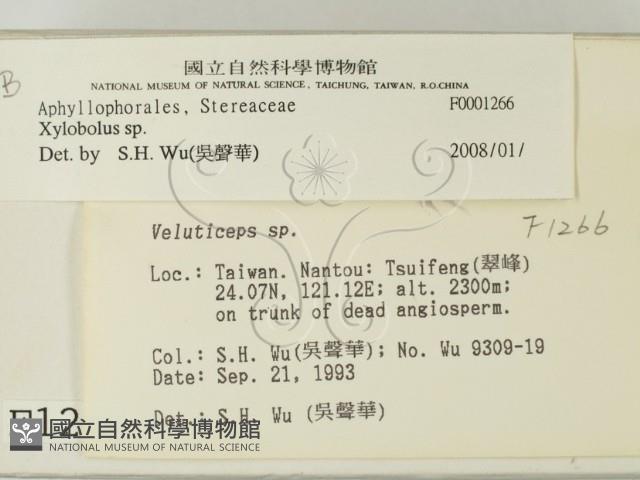 B
國立自然科學博物館
NATIONAL MUSEUM OF NATURAL SCIENCE, TAICHUNG, TAIWAN, R.O.CHINA
Aphyllophorales, Stereaceae F0001266
Xylobolus sp.
Det. by S.H. Wu(吳聲華) 2008/01/
Veluticeps sp. F1266
Loc.: Taiwan. Nantou: Tsuifeng(翠峰)
24.07N, 121.12E; alt. 2300m;
on trunk of dead angiosperm.
Col.: S.H. Wu(吳聲華); No. Wu 9309-19
Date: Sep. 21, 1993
Det.: S.H. Wu (吳聲華)
F12
國立自然科學博物館
NATIONAL MUSEUM OF NATURAL SCIENCE